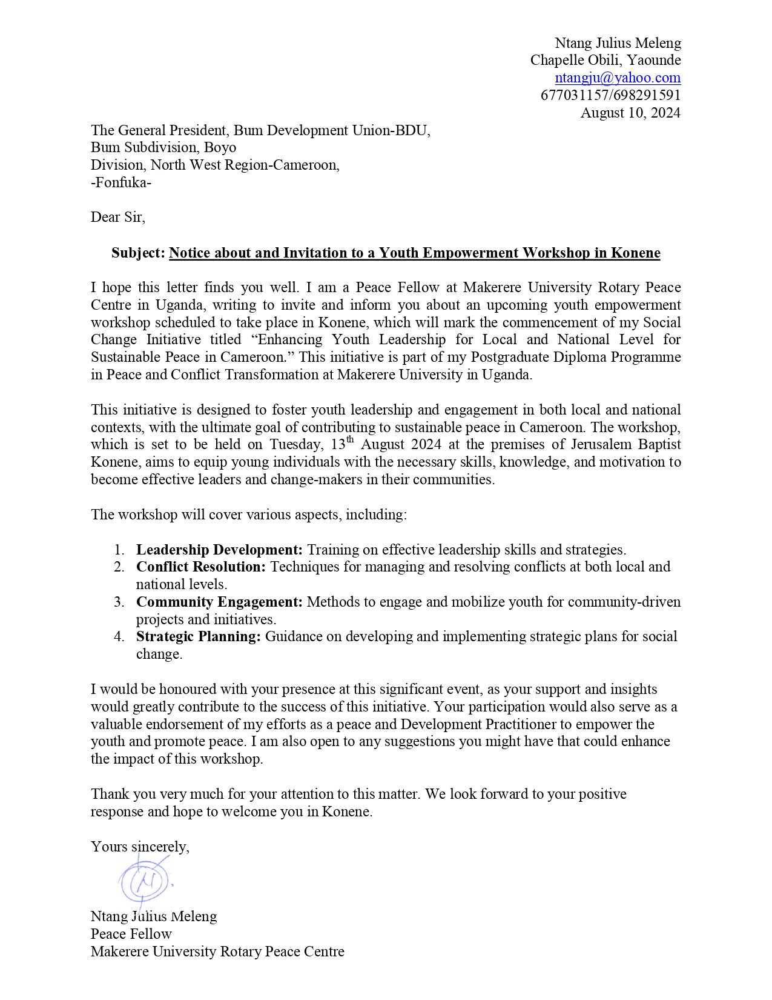 Ntang Julius Meleng
Chapelle Obili, Yaounde
ntangju@yahoo.com
677031157/698291591
August 10, 2024
The General President, Bum Development Union-BDU,
Bum Subdivision, Boyo
Division, North West Region-Cameroon,
-Fonfuka-
Dear Sir,
Subject: Notice about and Invitation to a Youth Empowerment Workshop in Konene
I hope this letter finds you well. I am a Peace Fellow at Makerere University Rotary Peace
Centre in Uganda, writing to invite and inform you about an upcoming youth empowerment
workshop scheduled to take place in Konene, which will mark the commencement of my Social
Change Initiative titled “Enhancing Youth Leadership for Local and National Level for
Sustainable Peace in Cameroon.” This initiative is part of my Postgraduate Diploma Programme
in Peace and Conflict Transformation at Makerere University in Uganda.
This initiative is designed to foster youth leadership and engagement in both local and national
contexts, with the ultimate goal of contributing to sustainable peace in Cameroon. The workshop,
which is set to be held on Tuesday, 13th August 2024 at the premises of Jerusalem Baptist
Konene, aims to equip young individuals with the necessary skills, knowledge, and motivation to
become effective leaders and change-makers in their communities.
The workshop will cover various aspects, including:
1. Leadership Development: Training on effective leadership skills and strategies.
2. Conflict Resolution: Techniques for managing and resolving conflicts at both local and
national levels.
3. Community Engagement: Methods to engage and mobilize youth for community-driven
projects and initiatives.
4. Strategic Planning: Guidance on developing and implementing strategic plans for social
change.
I would be honoured with your presence at this significant event, as your support and insights
would greatly contribute to the success of this initiative. Your participation would also serve as a
valuable endorsement of my efforts as a peace and Development Practitioner to empower the
youth and promote peace. I am also open to any suggestions you might have that could enhance
the impact of this workshop.
Thank you very much for your attention to this matter. We look forward to your positive
response and hope to welcome you in Konene.
Yours sincerely,
Ntang Julius Meleng
Peace Fellow
Makerere University Rotary Peace Centre